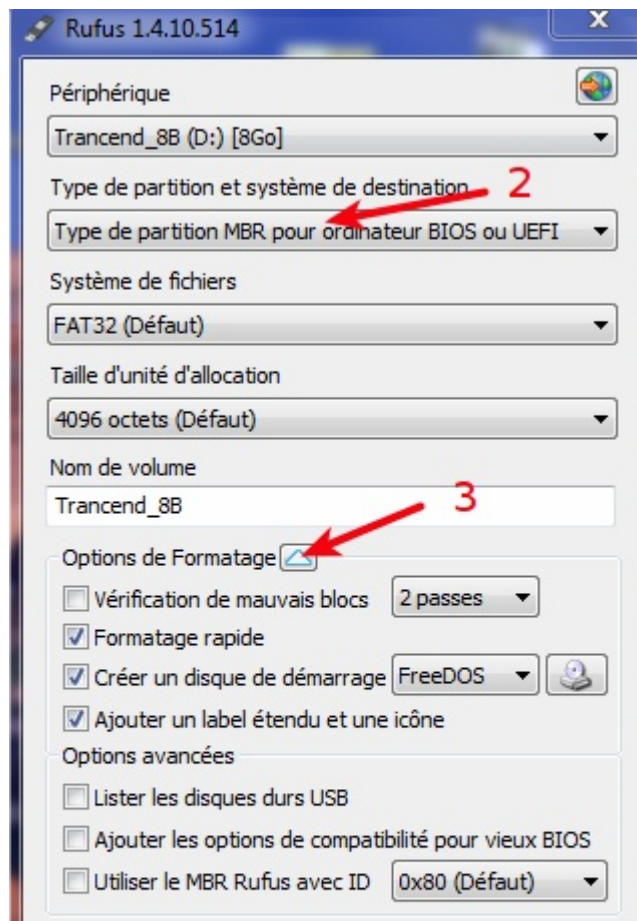 Rufus 1.4.10.514
Périphérique
Trancend_8B (D:) [8Go]
Type de partition et système de destination 2
Type de partition MBR pour ordinateur BIOS ou UEFI
Système de fichiers
FAT32 (Défaut)
Taille d'unité d'allocation
4096 octets (Défaut)
Nom de volume
Trancend_8B
3
Options de Formatage
Vérification de mauvais blocs 2 passes
Formatage rapide
Créer un disque de démarrage FreeDOS
Ajouter un label étendu et une icône
Options avancées
Lister les disques durs USB
Ajouter les options de compatibilité pour vieux BIOS
Utiliser le MBR Rufus avec ID 0x80 (Défaut)